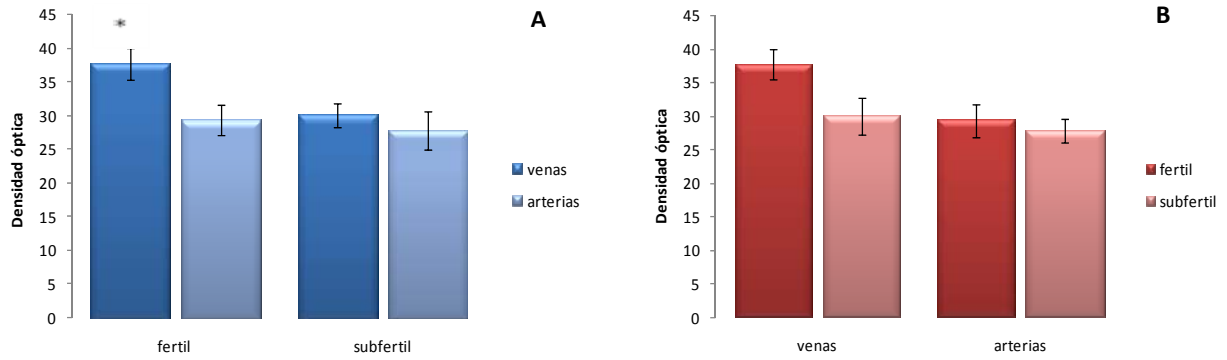 *
A
Densidad óptica
45
40
35
30
25
20
15
10
5
0
fertil
subfertil
venas
arterias
B
Densidad óptica
45
40
35
30
25
20
15
10
5
0
venas
arterias
fertil
subfertil